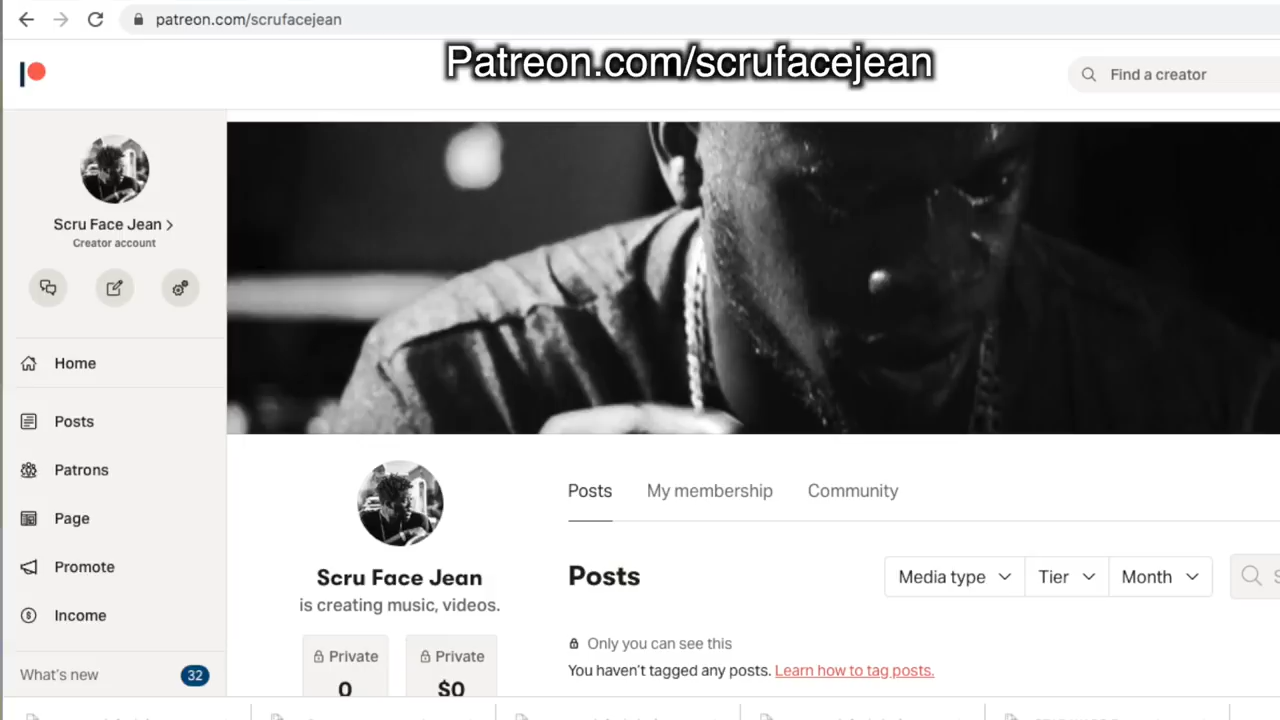 patreon.com/scrufacejean
Patreon.com/scrufacejean
Find a creator
Scru Face Jean
Creator account
Home
Posts
Patrons
Page
Promote
Income
What's new
32
Posts
My membership
Community
Scru Face Jean
is creating music, videos.
Private
0
Private
$0
Posts
Media type
Tier
Month
S
Only you can see this
You haven't tagged any posts. Learn how to tag posts.